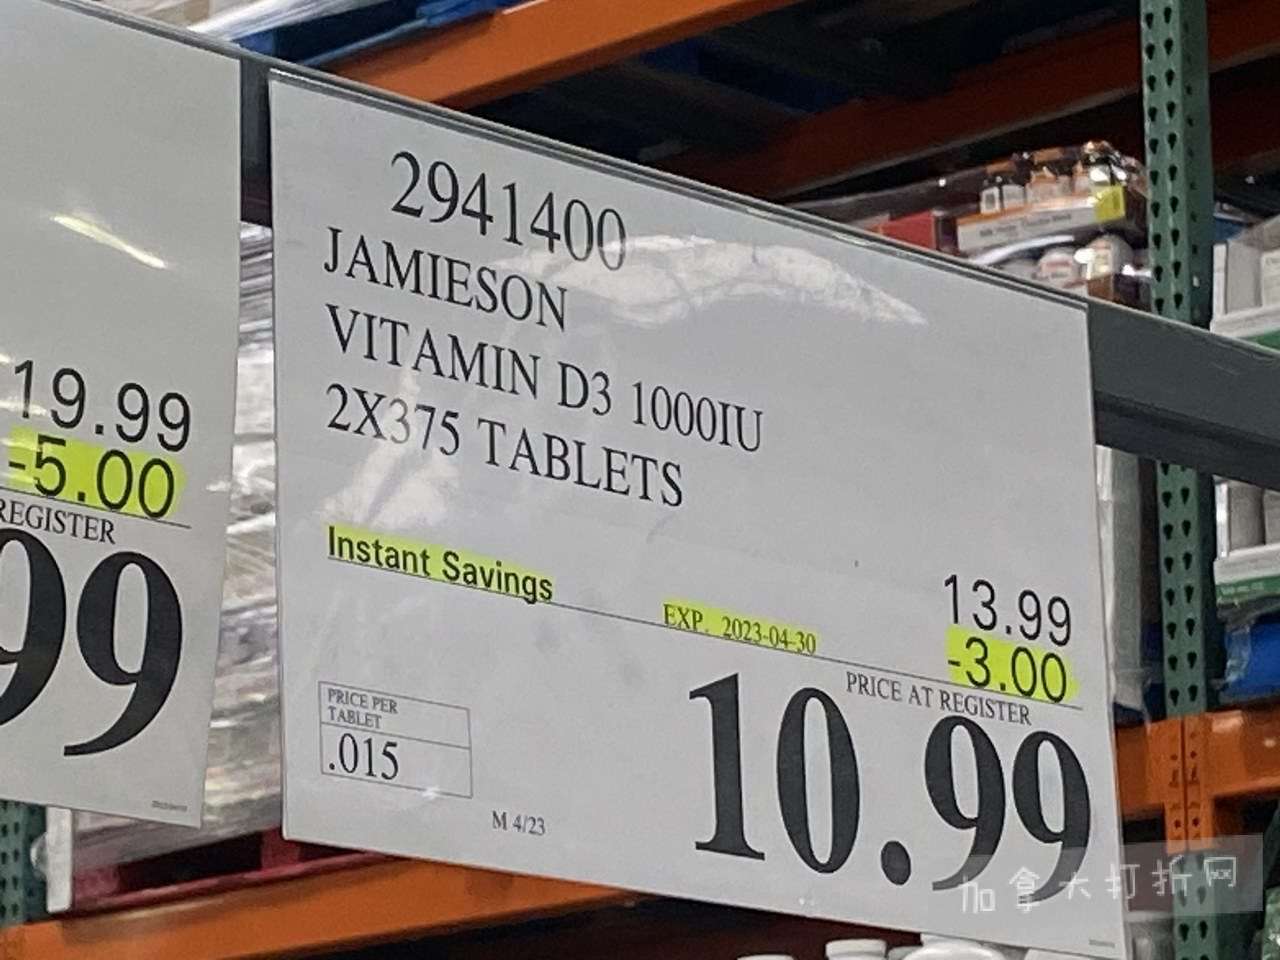 19.99
-5.00
REGISTER
99
2941400
JAMIESON
VITAMIN D3 1000IU
2X375 TABLETS
Instant Savings
EXP. 2023-04-30
13.99
-3.00
PRICE AT REGISTER
10.99
PRICE PER
TABLET
.015
M 4/23
加拿大打折网